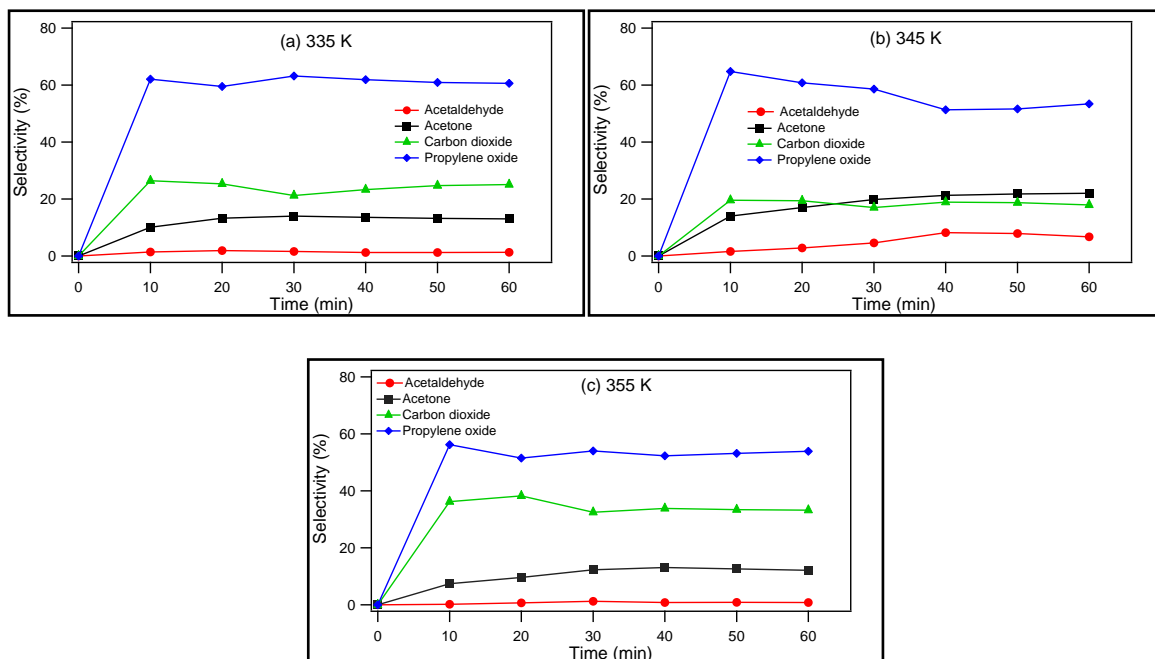 (a) 335 K
Selectivity (%)
80
60
40
20
0
Acetaldehyde
Acetone
Carbon dioxide
Propylene oxide
0 10 20 30 40 50 60
Time (min)
(b) 345 K
Selectivity (%)
80
60
40
20
0
Acetaldehyde
Acetone
Carbon dioxide
Propylene oxide
0 10 20 30 40 50 60
Time (min)
(c) 355 K
Selectivity (%)
80
60
40
20
0
Acetaldehyde
Acetone
Carbon dioxide
Propylene oxide
0 10 20 30 40 50 60
Time (min)